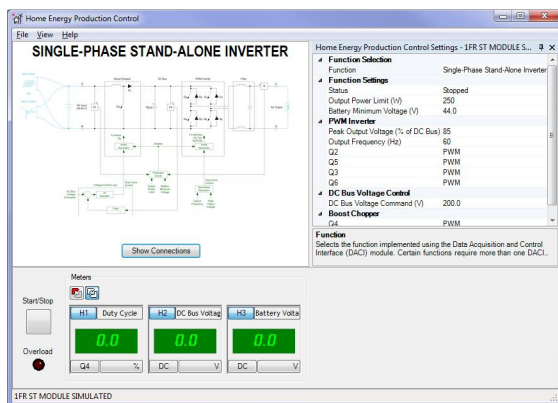 Home Energy Production Control
File View Help
SINGLE-PHASE STAND-ALONE INVERTER
Show Connections
Home Energy Production Control Settings - 1FR ST MODULE S...
Function Selection
Function Single-Phase Stand-Alone Inverter
Function Settings
Status Stopped
Output Power Limit (W) 250
Battery Minimum Voltage (V) 44.0
PWM Inverter
Peak Output Voltage (% of DC Bus) 85
Output Frequency (Hz) 60
Q2 PWM
Q5 PWM
Q3 PWM
Q6 PWM
DC Bus Voltage Control
DC Bus Voltage Command (V) 200.0
Boost Chopper
Q4 PWM
Function
Selects the function implemented using the Data Acquisition and Control
Interface (DACI) module. Certain functions require more than one DACI...
Start/Stop
Overload
Meters
H1 Duty Cycle
0.0
Q4 %
H2 DC Bus Voltag
0.0
DC V
H3 Battery Volta
0.0
DC V
1FR ST MODULE SIMULATED